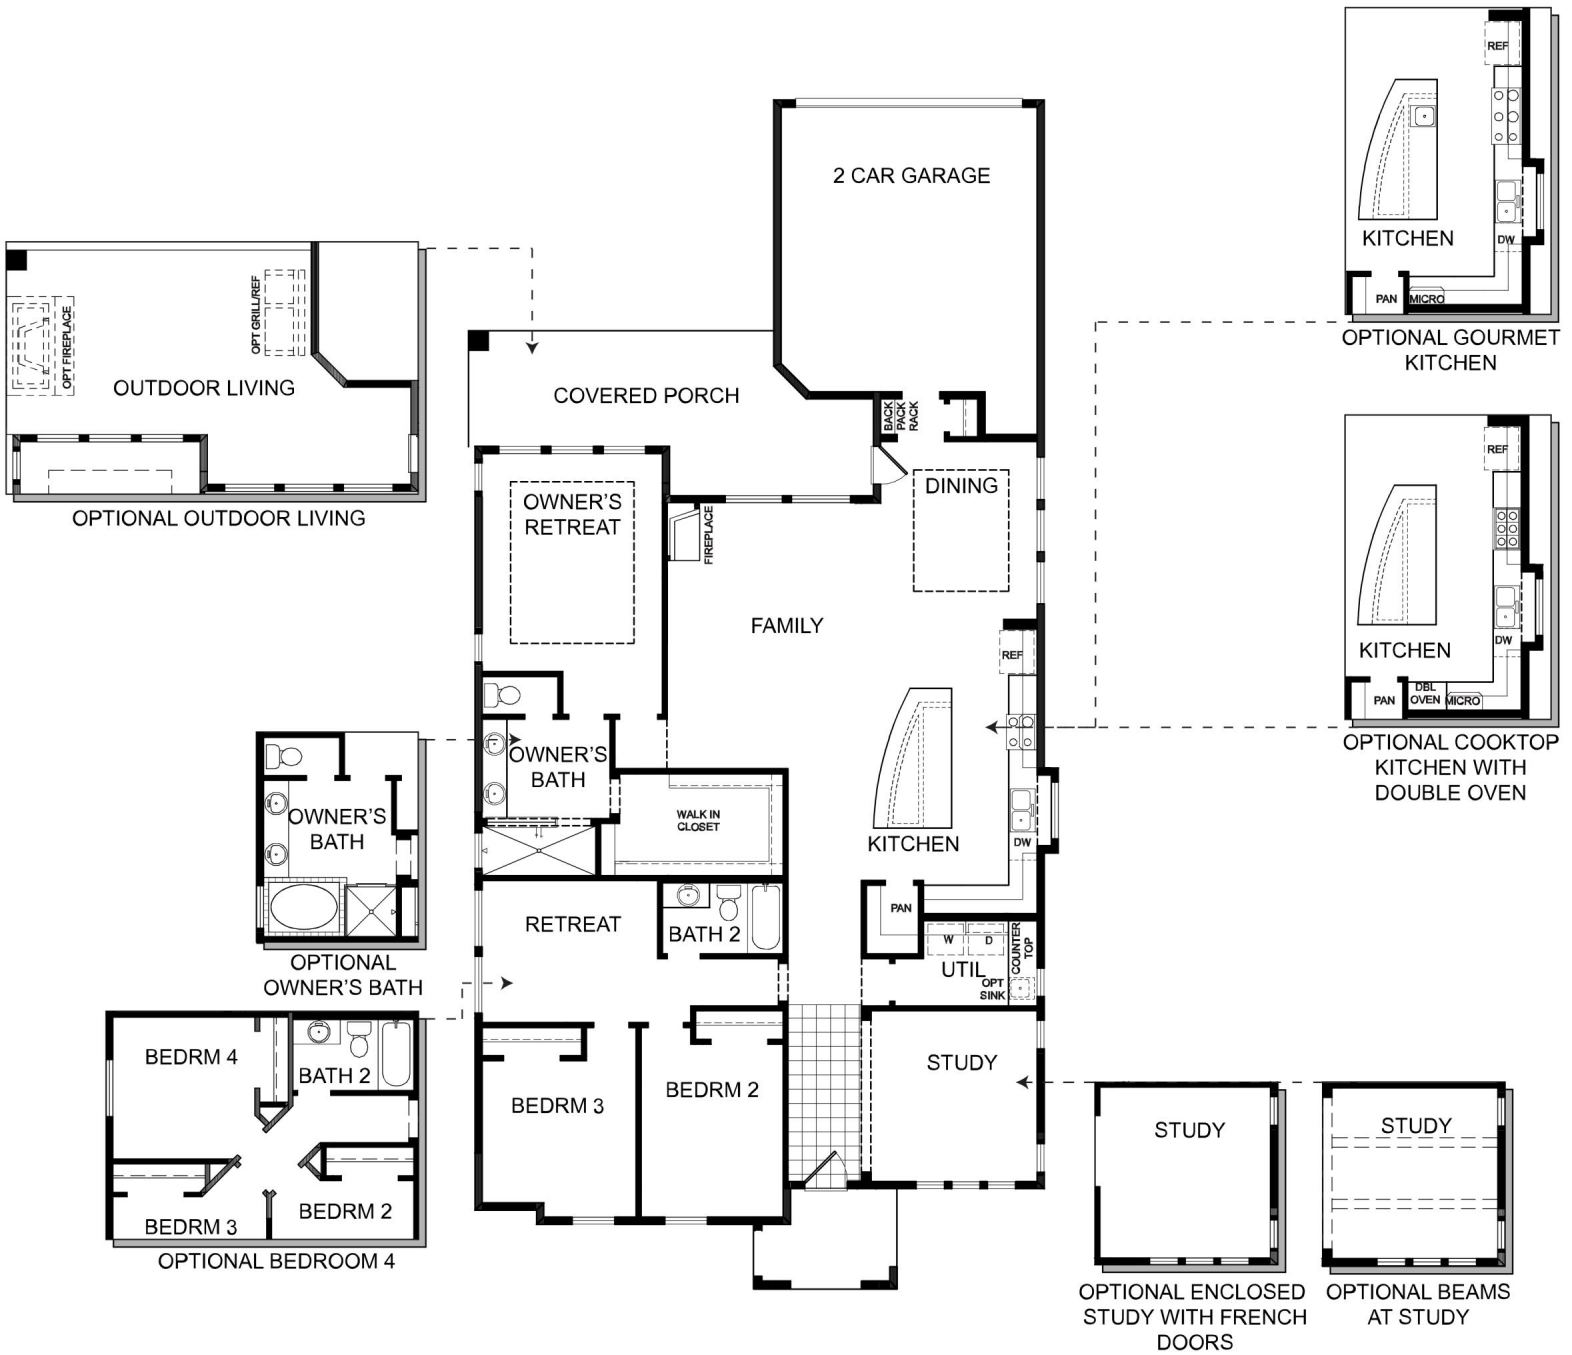 REF
KITCHEN
DW
PAN
MICRO
OPTIONAL GOURMET
KITCHEN
2 CAR GARAGE
OPT GRILL/REF
OPT FIREPLACE
OUTDOOR LIVING
OPTIONAL OUTDOOR LIVING
COVERED PORCH
BACK
PACK
RACK
DINING
OWNER'S
RETREAT
FIREPLACE
FAMILY
REF
KITCHEN
DW
PAN
DBL
OVEN
MICRO
OPTIONAL COOKTOP
KITCHEN WITH
DOUBLE OVEN
REF
OWNER'S
BATH
WALK IN
CLOSET
KITCHEN
DW
PAN
OWNER'S
BATH
OPTIONAL
OWNER'S BATH
RETREAT
BATH 2
W
D
COUNTER
TOP
UTIL
OPT
SINK
BEDRM 4
BATH 2
BEDRM 3
BEDRM 2
OPTIONAL BEDROOM 4
BEDRM 3
BEDRM 2
STUDY
STUDY
OPTIONAL ENCLOSED
STUDY WITH FRENCH
DOORS
STUDY
OPTIONAL BEAMS
AT STUDY